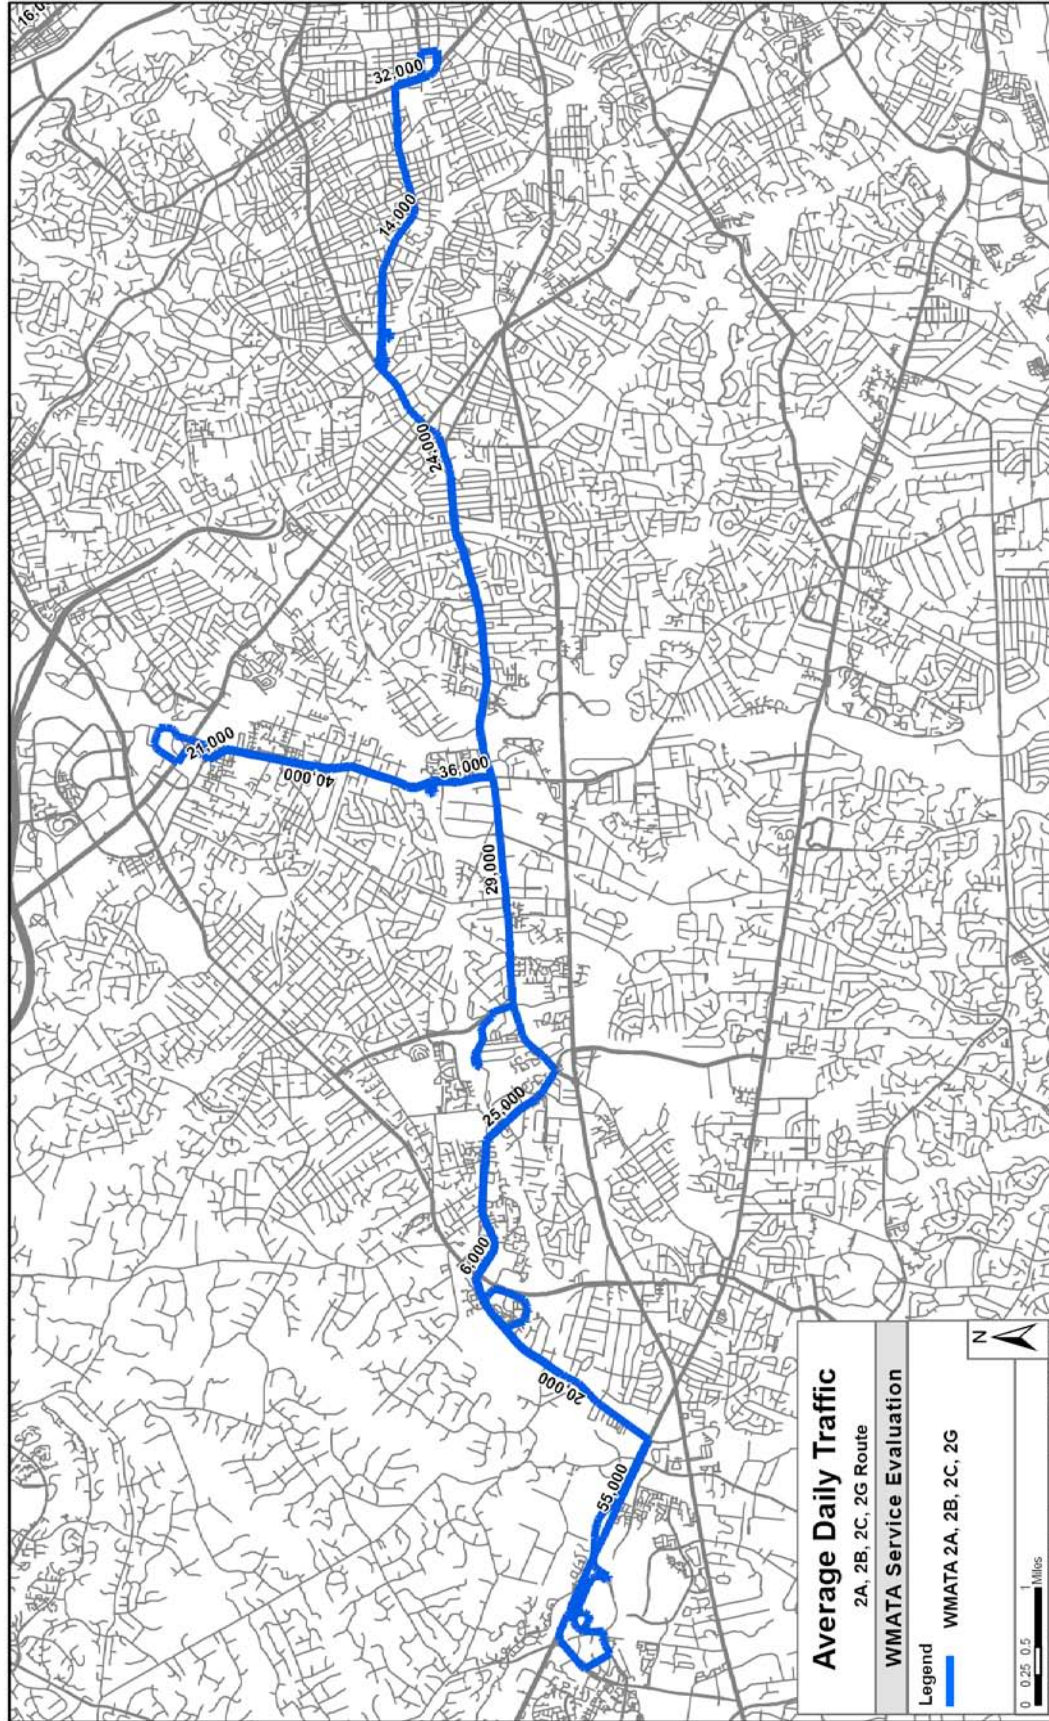 16,0
32,000
14,000
24,000
21,000
40,000
36,000
29,000
25,000
6,000
20,000
55,000
Average Daily Traffic
2A, 2B, 2C, 2G Route
WMATA Service Evaluation
Legend
WMATA 2A, 2B, 2C, 2G
N
0 0.25 0.5 1
Miles